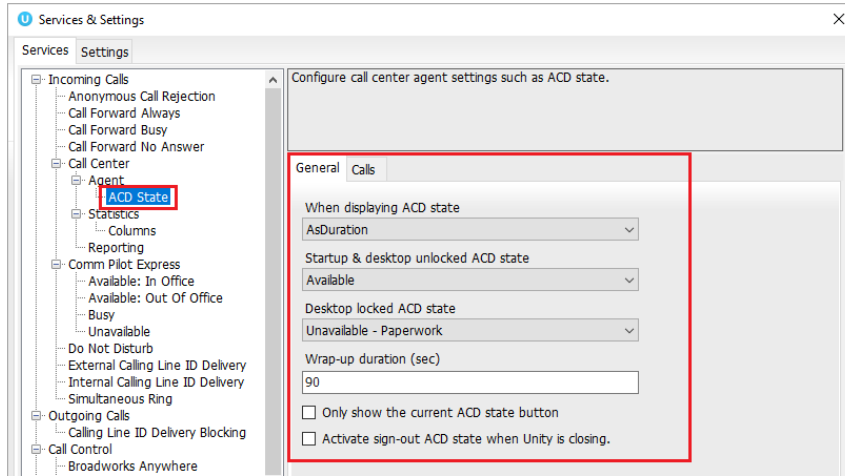 U Services & Settings
Services Settings
Incoming Calls
Anonymous Call Rejection
Call Forward Always
Call Forward Busy
Call Forward No Answer
Call Center
Agent
ACD State
Statistics
Columns
Reporting
Comm Pilot Express
Available: In Office
Available: Out Of Office
Busy
Unavailable
Do Not Disturb
External Calling Line ID Delivery
Internal Calling Line ID Delivery
Simultaneous Ring
Outgoing Calls
Calling Line ID Delivery Blocking
Call Control
Broadworks Anywhere
Configure call center agent settings such as ACD state.
General Calls
When displaying ACD state
AsDuration
Startup & desktop unlocked ACD state
Available
Desktop locked ACD state
Unavailable - Paperwork
Wrap-up duration (sec)
90
Only show the current ACD state button
Activate sign-out ACD state when Unity is closing.